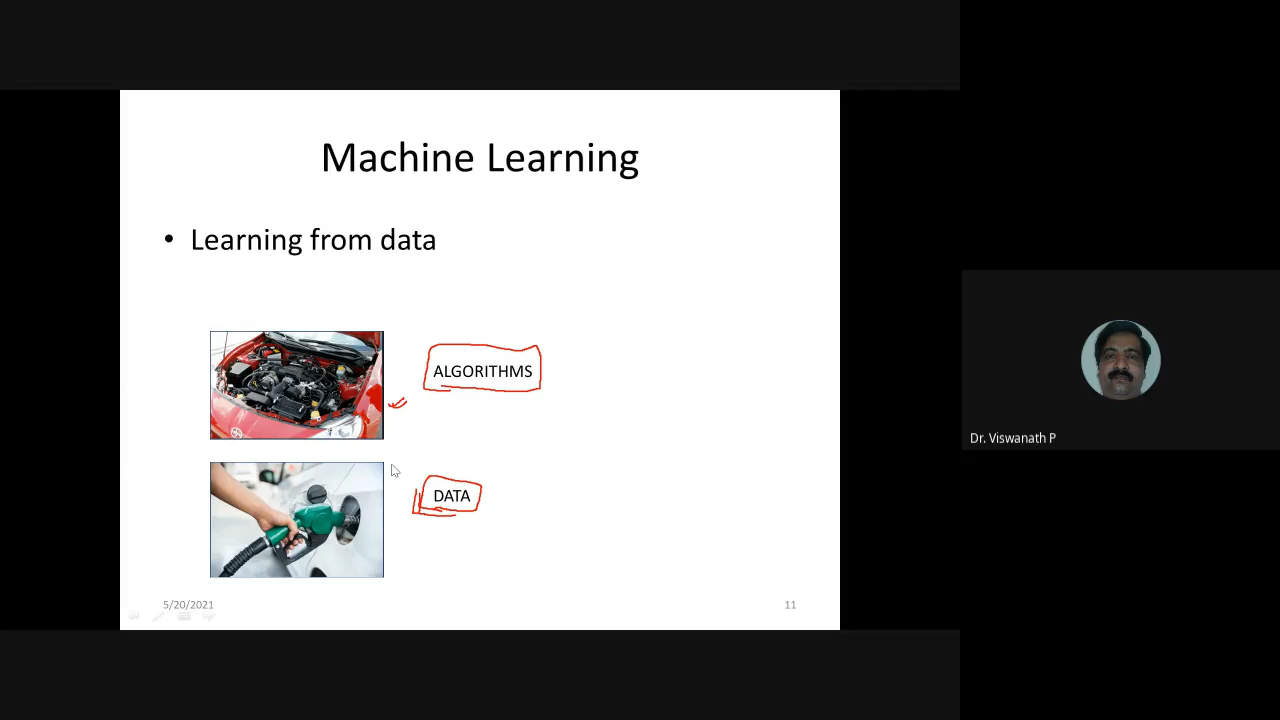 Machine Learning
• Learning from data
ALGORITHMS
DATA
5/20/2021
11
Dr. Viswanath P